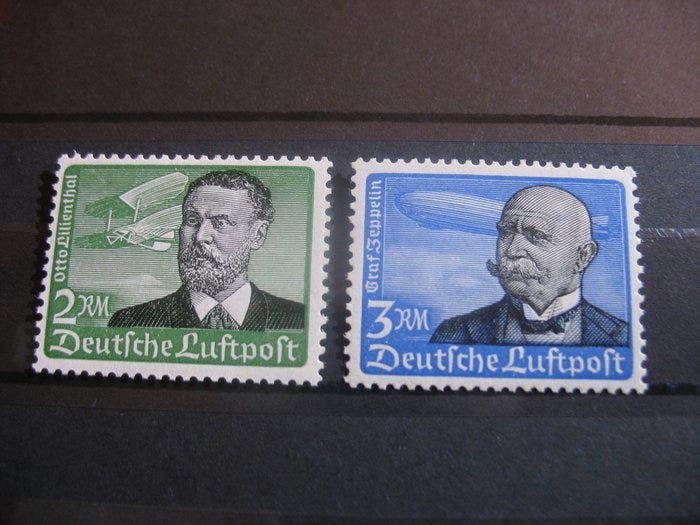 Otto Lilienthal
2 RM
Deutſche Luftpoſt
Graf Zeppelin
3 RM
Deutſche Luftpoſt